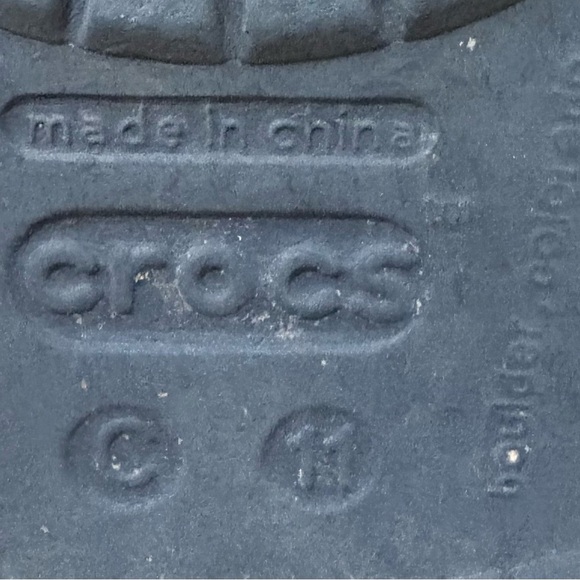 made in china
crocs
C 11
boulder, colorado